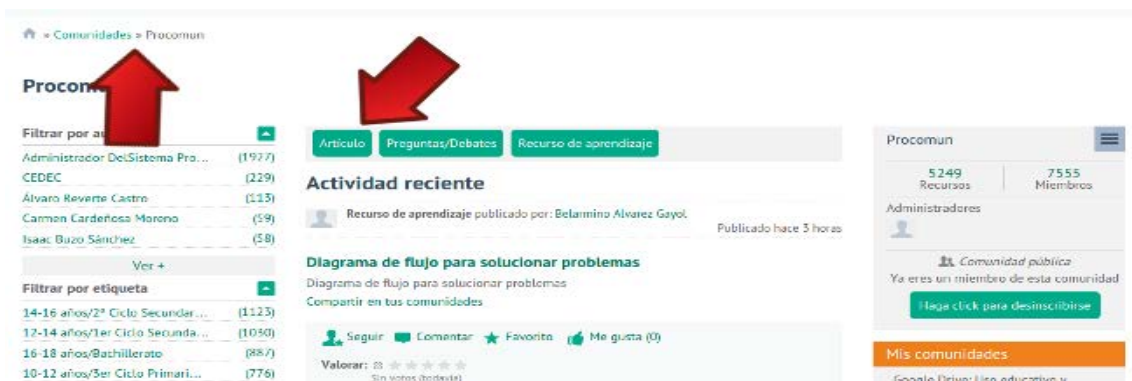 » Comunidades » Procomun
Filtrar por
Administrador DelSistema Pro... (1927)
CEDEC (229)
Álvaro Reverte Castro (113)
Carmen Cardeñosa Moreno (59)
Isaac Buzo Sánchez (58)
Ver +
Filtrar por etiqueta
14-16 años/2º Ciclo Secundar... (1123)
12-14 años/1er Ciclo Secunda... (1030)
16-18 años/Bachillerato (887)
10-12 años/3er Ciclo Primari... (776)
Artículo Preguntas/Debates Recurso de aprendizaje
Actividad reciente
Recurso de aprendizaje publicado por: Belarmino Alvarez Gayol
Publicado hace 3 horas
Diagrama de flujo para solucionar problemas
Diagrama de flujo para solucionar problemas
Compartir en tus comunidades
Seguir Comentar Favorito Me gusta (0)
Valorar:
Sin votos (todavía)
Procomun
5249 7555
Recursos Miembros
Administradores
Comunidad pública
Ya eres un miembro de esta comunidad
Haga click para desinscribirse
Mis comunidades
Google Drive: Uso educativo y